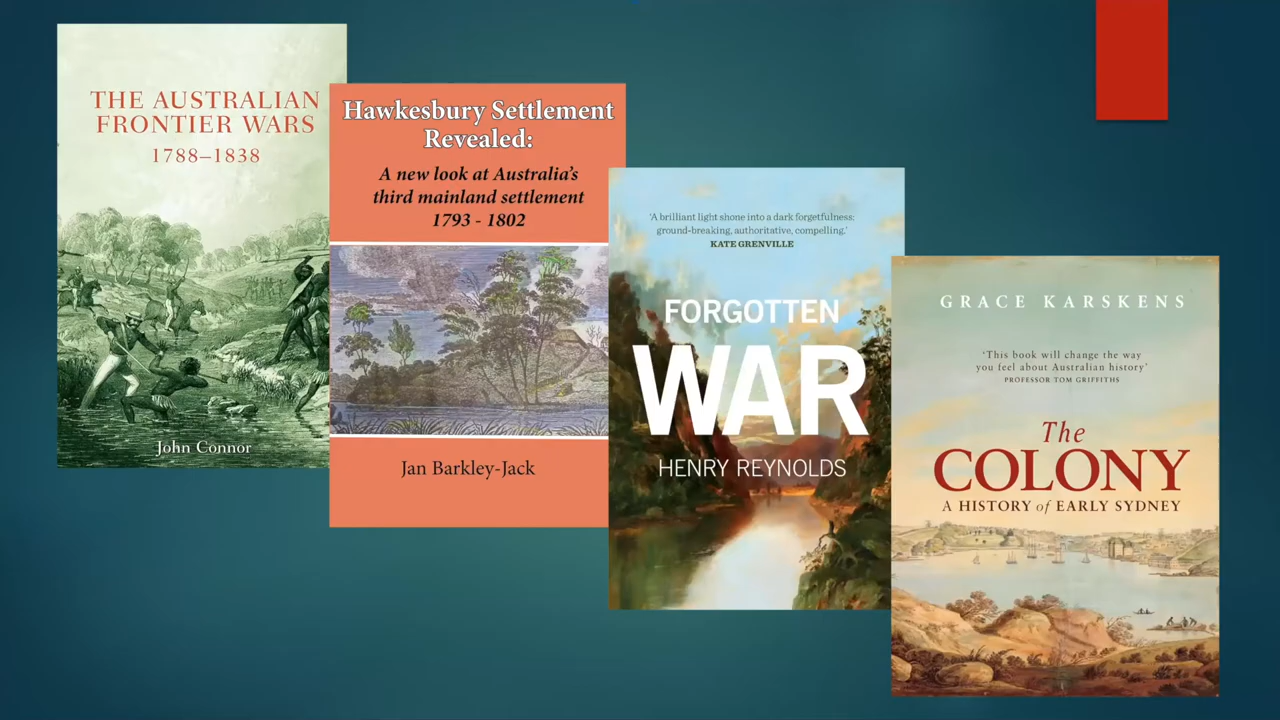 THE AUSTRALIAN
FRONTIER WARS
1788–1838
John Connor
Hawkesbury Settlement
Revealed:
A new look at Australia's
third mainland settlement
1793 - 1802
Jan Barkley-Jack
'A brilliant light shone into a dark forgetfulness:
ground-breaking, authoritative, compelling.'
KATE GRENVILLE
FORGOTTEN
WAR
HENRY REYNOLDS
GRACE KARSKENS
'This book will change the way
you feel about Australian history'
PROFESSOR TOM GRIFFITHS
The
COLONY
A HISTORY of EARLY SYDNEY